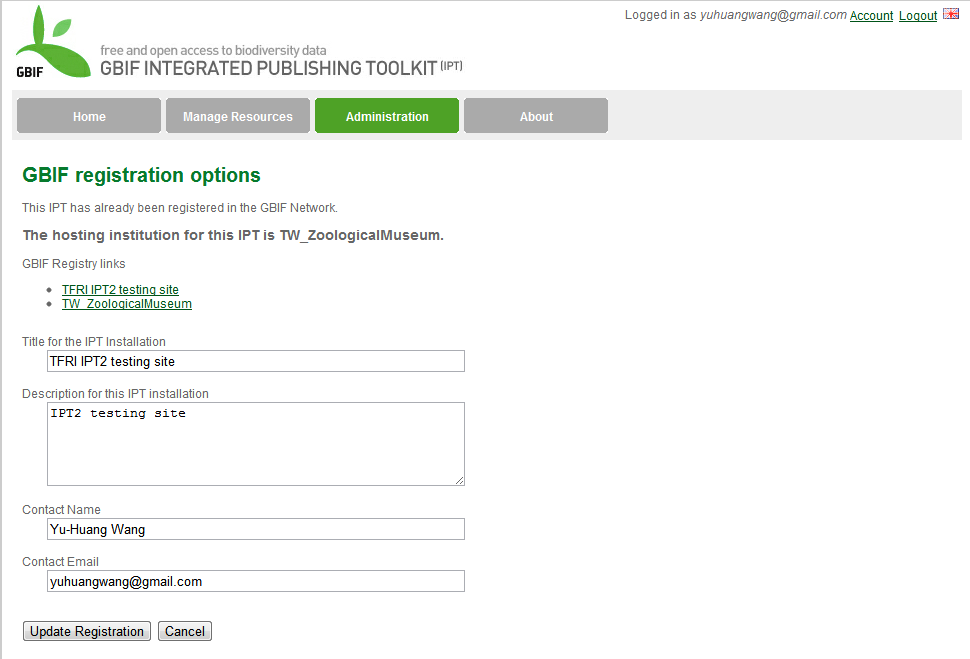 Logged in as yuhuangwang@gmail.com Account Logout
GBIF
free and open access to biodiversity data
GBIF INTEGRATED PUBLISHING TOOLKIT (IPT)
Home Manage Resources Administration About
GBIF registration options
This IPT has already been registered in the GBIF Network.
The hosting institution for this IPT is TW_ZoologicalMuseum.
GBIF Registry links
TFRI IPT2 testing site
TW_ZoologicalMuseum
Title for the IPT Installation
TFRI IPT2 testing site
Description for this IPT installation
IPT2 testing site
Contact Name
Yu-Huang Wang
Contact Email
yuhuangwang@gmail.com
Update Registration Cancel